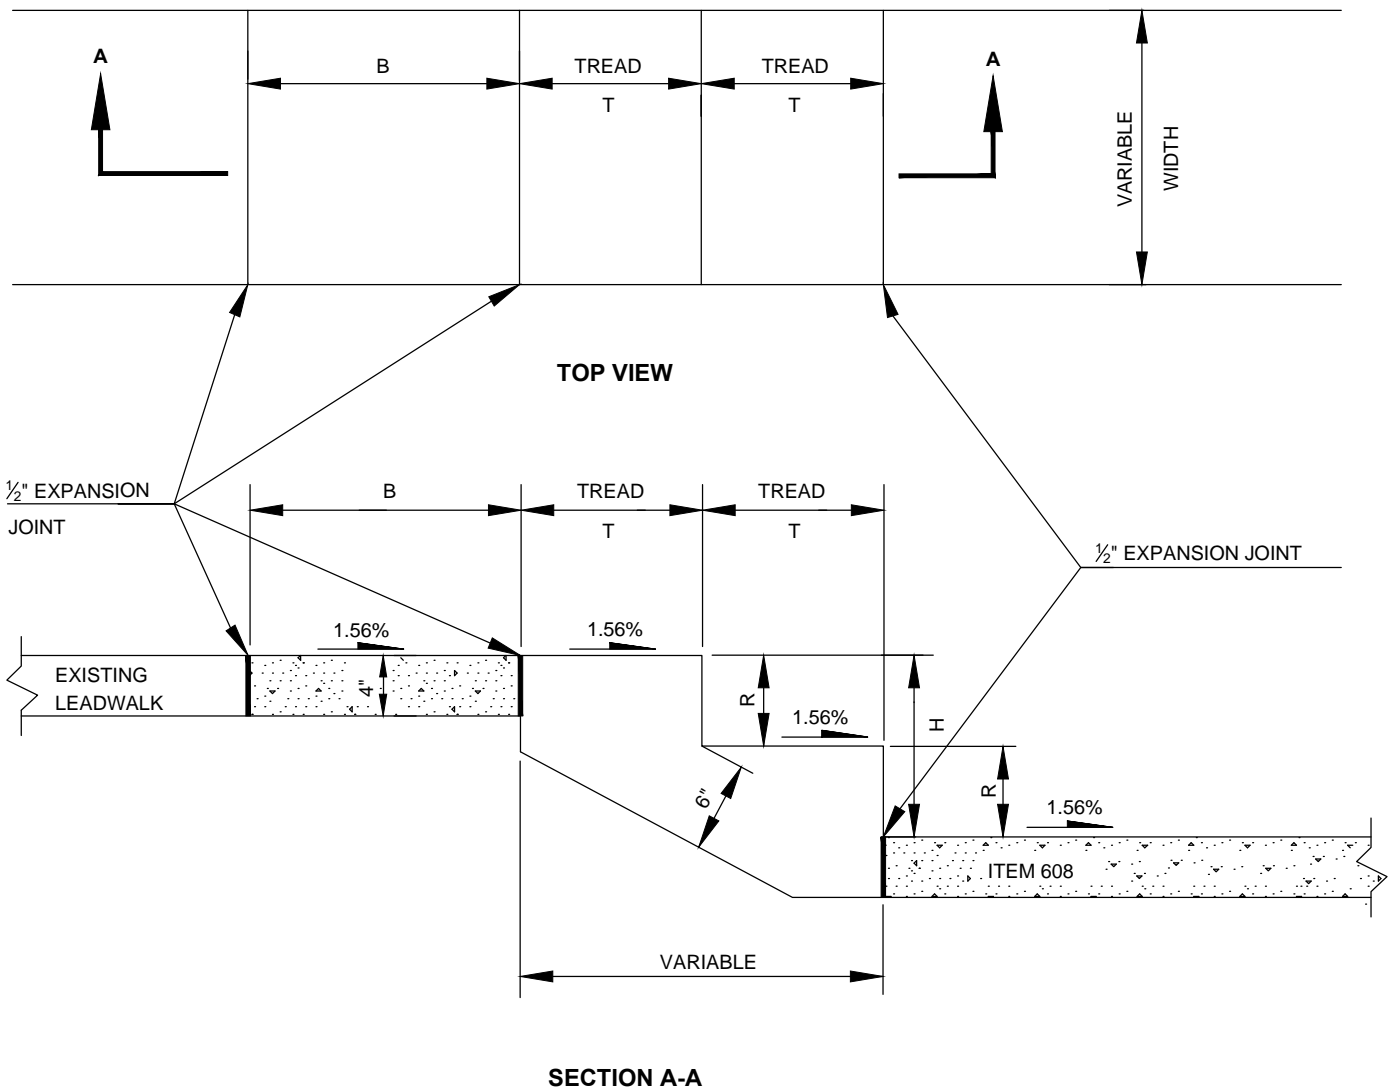 A
B
TREAD
TREAD
A
T
T
VARIABLE
WIDTH
TOP VIEW
½" EXPANSION
JOINT
B
TREAD
TREAD
T
T
½" EXPANSION JOINT
1.56%
1.56%
EXISTING
LEADWALK
4"
R
1.56%
H
6"
R
1.56%
ITEM 608
VARIABLE
SECTION A-A